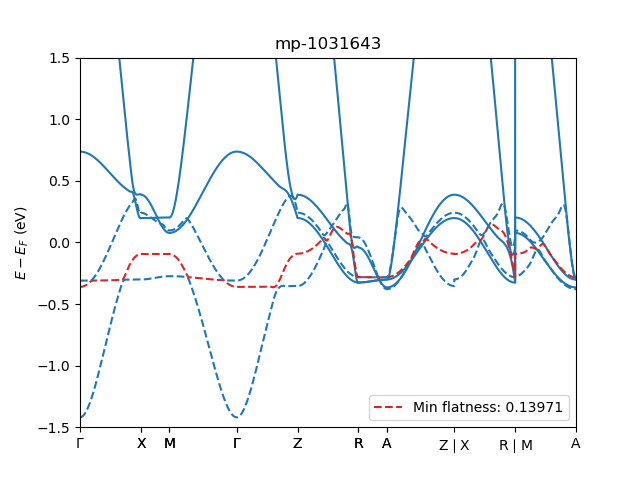 mp-1031643
E − E_F (eV)
1.5
1.0
0.5
0.0
−0.5
−1.0
−1.5
Min flatness: 0.13971
Γ X M Γ Z R A Z | X R | M A